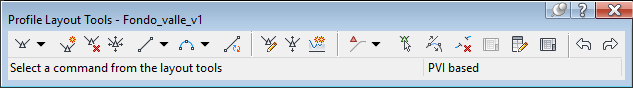 Profile Layout Tools - Fondo_valle_v1
Select a command from the layout tools
PVI based